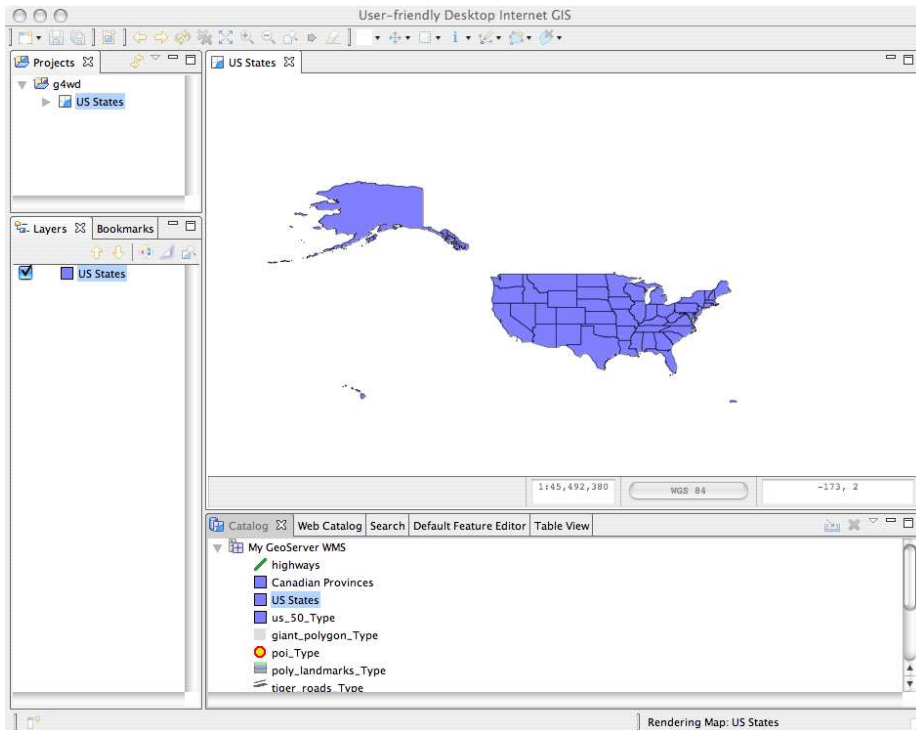 User-friendly Desktop Internet GIS
Projects
g4wd
US States
US States
Layers
Bookmarks
US States
1:45,492,380
WGS 84
-173, 2
Catalog
Web Catalog
Search
Default Feature Editor
Table View
My GeoServer WMS
highways
Canadian Provinces
US States
us_50_Type
giant_polygon_Type
poi_Type
poly_landmarks_Type
tiger_roads_Type
Rendering Map: US States